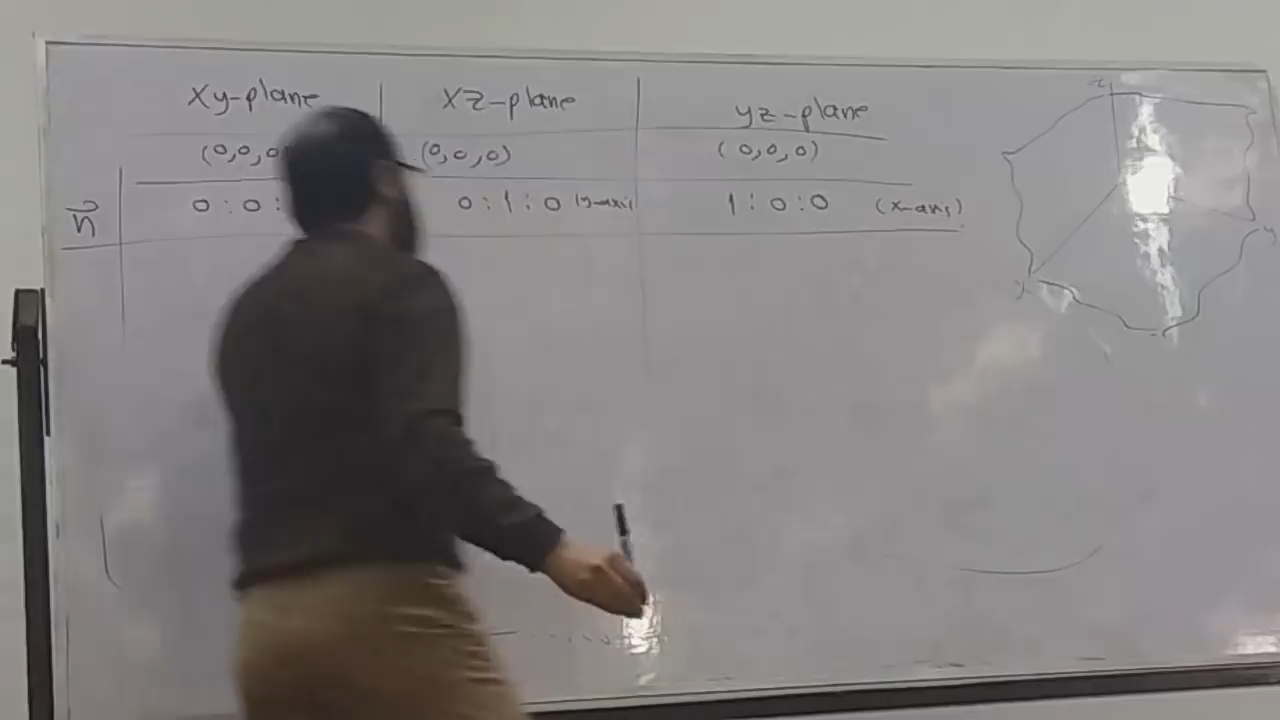 xy-plane xz-plane yz-plane
(0,0,0 (0,0,0) (0,0,0)
n⃗ 0:0: 0:1:0 (y-axis 1:0:0 (x-axis)
z
y